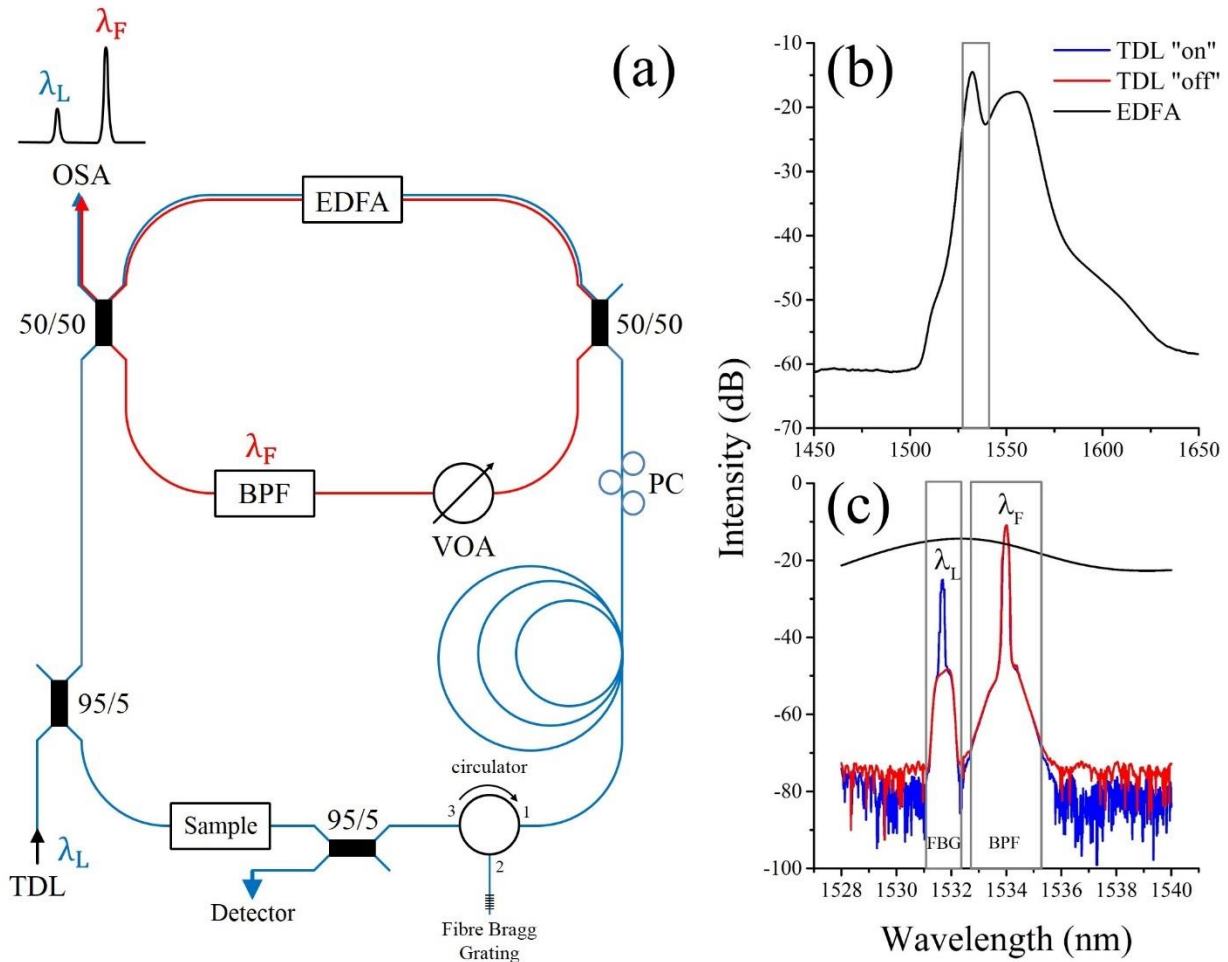 λF
λL
OSA
(a)
EDFA
50/50
50/50
λF
BPF
VOA
PC
95/5
circulator
3
1
2
Sample
95/5
λL
TDL
Detector
Fibre Bragg
Grating
(b)
TDL "on"
TDL "off"
EDFA
-10
-20
-30
-40
-50
-60
-70
1450
1500
1550
1600
1650
Intensity (dB)
(c)
λL
λF
0
-20
-40
-60
-80
-100
FBG
BPF
1528
1530
1532
1534
1536
1538
1540
Wavelength (nm)